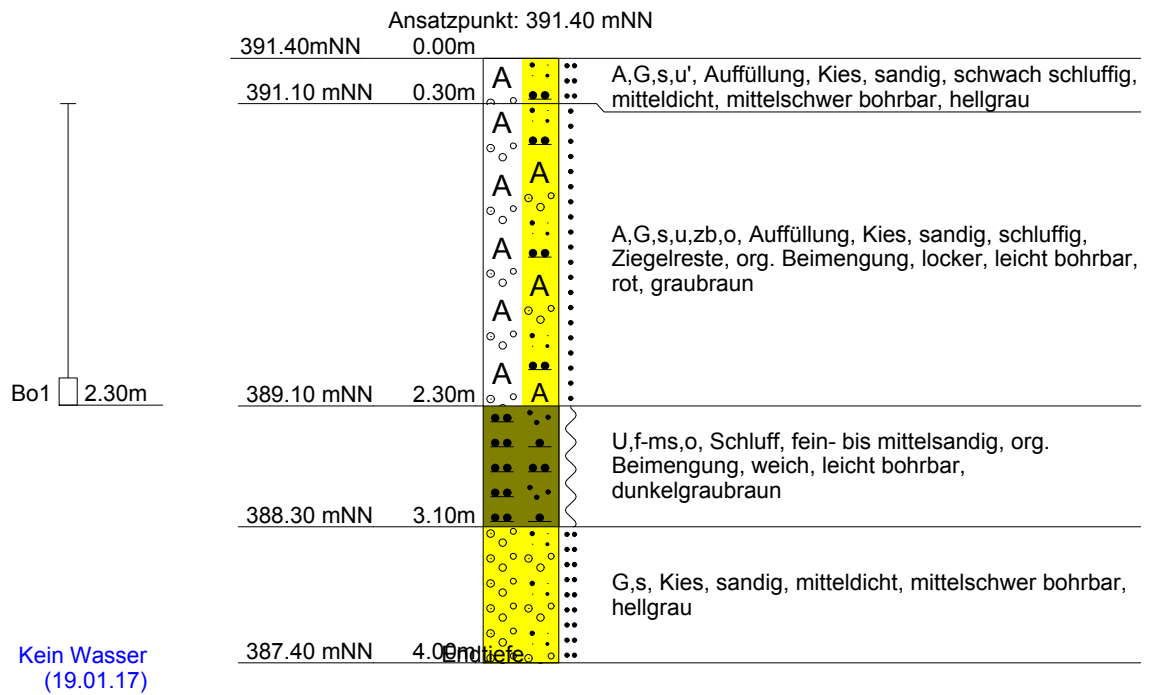 Ansatzpunkt: 391.40 mNN
391.40mNN 0.00m
A A,G,s,u', Auffüllung, Kies, sandig, schwach schluffig,
mitteldicht, mittelschwer bohrbar, hellgrau
391.10 mNN 0.30m
A
A
A
A
A
A
A
A
A,G,s,u,zb,o, Auffüllung, Kies, sandig, schluffig,
Ziegelreste, org. Beimengung, locker, leicht bohrbar,
rot, graubraun
Bo1 2.30m
389.10 mNN 2.30m
U,f-ms,o, Schluff, fein- bis mittelsandig, org.
Beimengung, weich, leicht bohrbar,
dunkelgraubraun
388.30 mNN 3.10m
G,s, Kies, sandig, mitteldicht, mittelschwer bohrbar,
hellgrau
387.40 mNN 4.00m
Endtiefe
Kein Wasser
(19.01.17)